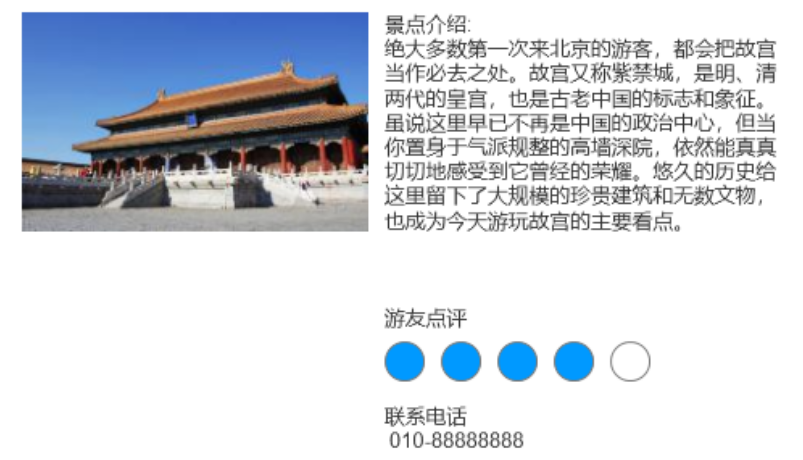 景点介绍:
绝大多数第一次来北京的游客，都会把故宫
当作必去之处。故宫又称紫禁城，是明、清
两代的皇宫，也是古老中国的标志和象征。
虽说这里早已不再是中国的政治中心，但当
你置身于气派规整的高墙深院，依然能真真
切切地感受到它曾经的荣耀。悠久的历史给
这里留下了大规模的珍贵建筑和无数文物，
也成为今天游玩故宫的主要看点。
游友点评
联系电话
010-88888888